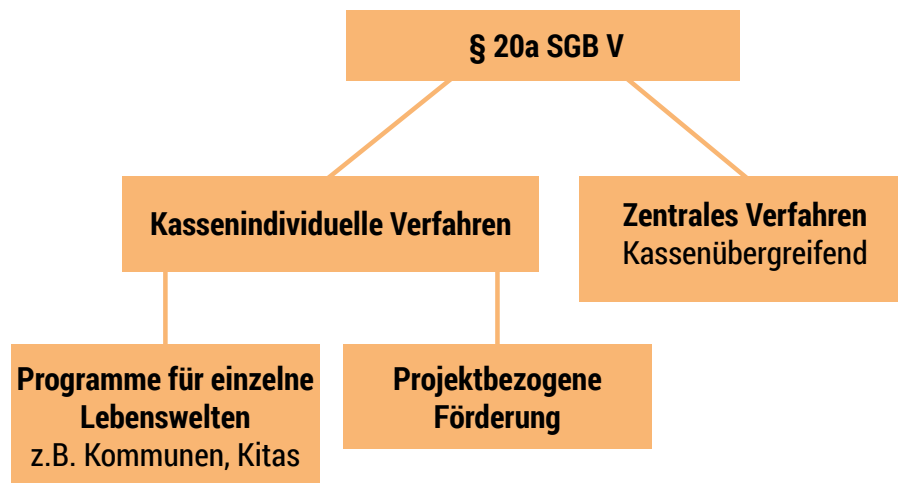 § 20a SGB V
Kassenindividuelle Verfahren
Zentrales Verfahren
Kassenübergreifend
Programme für einzelne
Lebenswelten
z.B. Kommunen, Kitas
Projektbezogene
Förderung